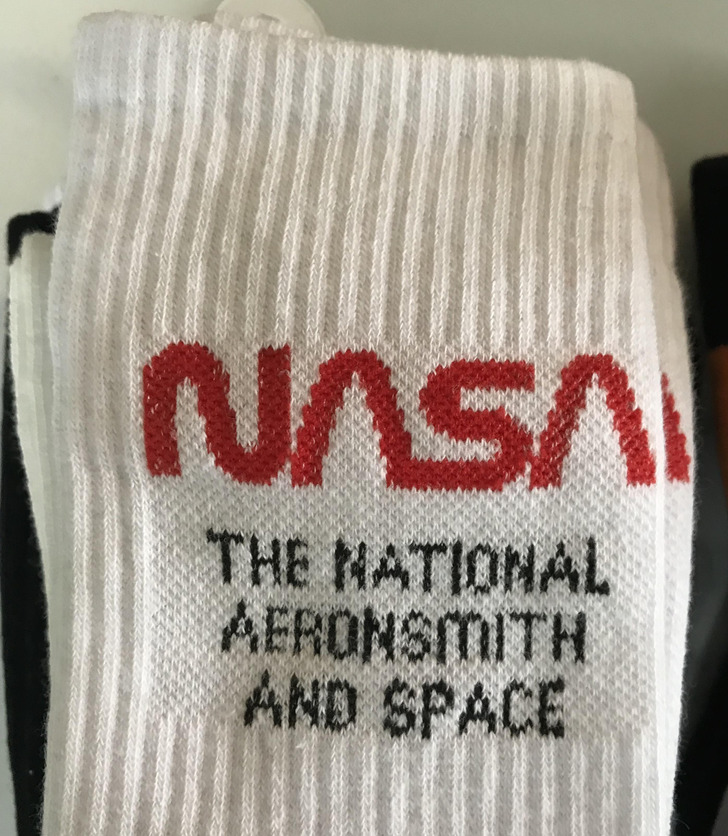 NASA
THE NATIONAL
AERONSMITH
AND SPACE